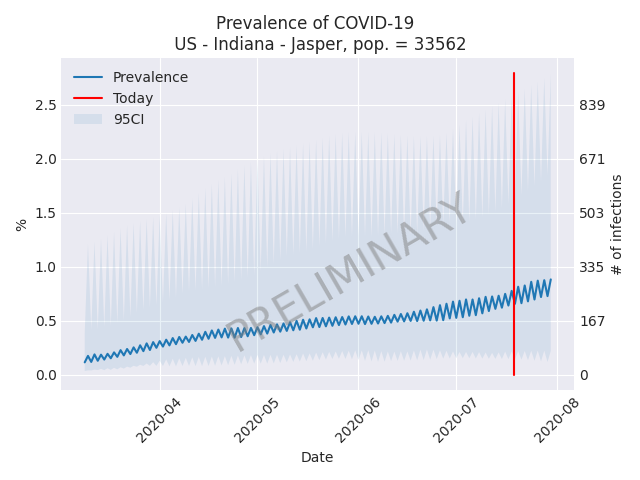 Prevalence of COVID-19
US - Indiana - Jasper, pop. = 33562
Prevalence
Today
95CI
2.5
2.0
1.5
1.0
0.5
0.0
%
839
671
503
335
167
0
# of infections
PRELIMINARY
2020-04
2020-05
2020-06
2020-07
2020-08
Date